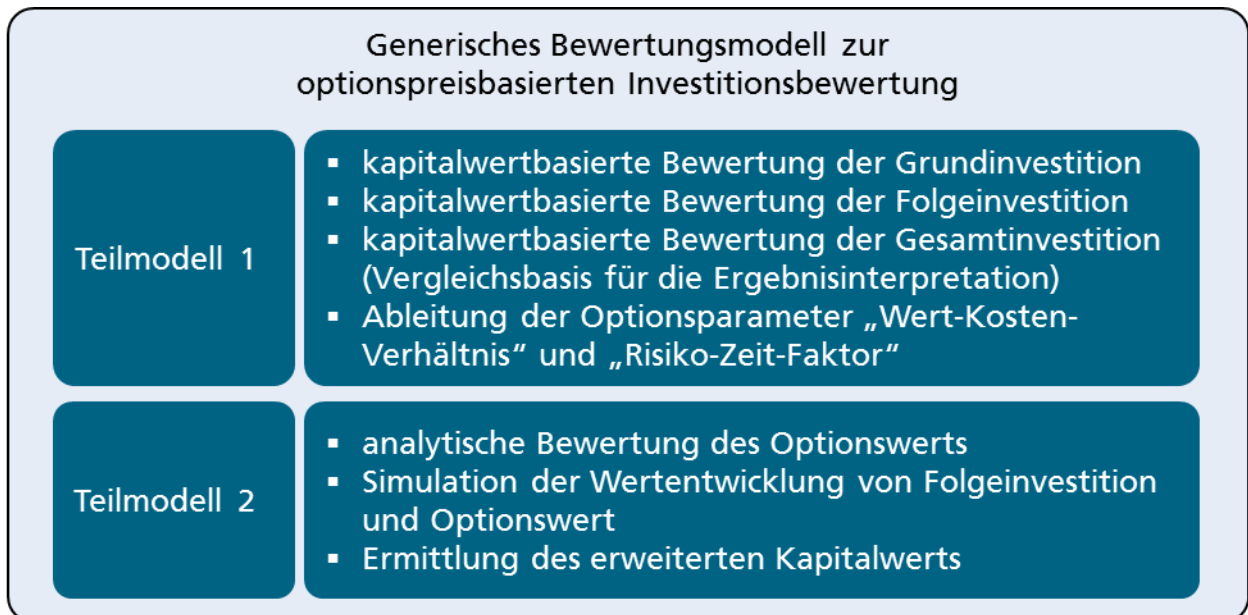 Generisches Bewertungsmodell zur
optionspreisbasierten Investitionsbewertung
Teilmodell 1
▪ kapitalwertbasierte Bewertung der Grundinvestition
▪ kapitalwertbasierte Bewertung der Folgeinvestition
▪ kapitalwertbasierte Bewertung der Gesamtinvestition
(Vergleichsbasis für die Ergebnisinterpretation)
▪ Ableitung der Optionsparameter „Wert-Kosten-
Verhältnis“ und „Risiko-Zeit-Faktor“
Teilmodell 2
▪ analytische Bewertung des Optionswerts
▪ Simulation der Wertentwicklung von Folgeinvestition
und Optionswert
▪ Ermittlung des erweiterten Kapitalwerts